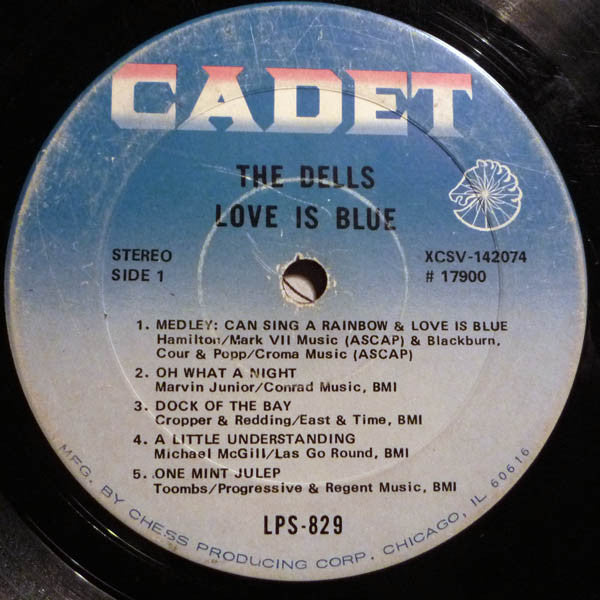 CADET
THE DELLS
LOVE IS BLUE
STEREO
SIDE 1
XCSV-142074
# 17900
1. MEDLEY: CAN SING A RAINBOW & LOVE IS BLUE
Hamilton/Mark VII Music (ASCAP) & Blackburn,
Cour & Popp/Croma Music (ASCAP)
2. OH WHAT A NIGHT
Marvin Junior/Conrad Music, BMI
3. DOCK OF THE BAY
Cropper & Redding/East & Time, BMI
4. A LITTLE UNDERSTANDING
Michael McGill/Las Go Round, BMI
5. ONE MINT JULEP
Toombs/Progressive & Regent Music, BMI
LPS-829
MFG. BY CHESS PRODUCING CORP. CHICAGO, IL 60616